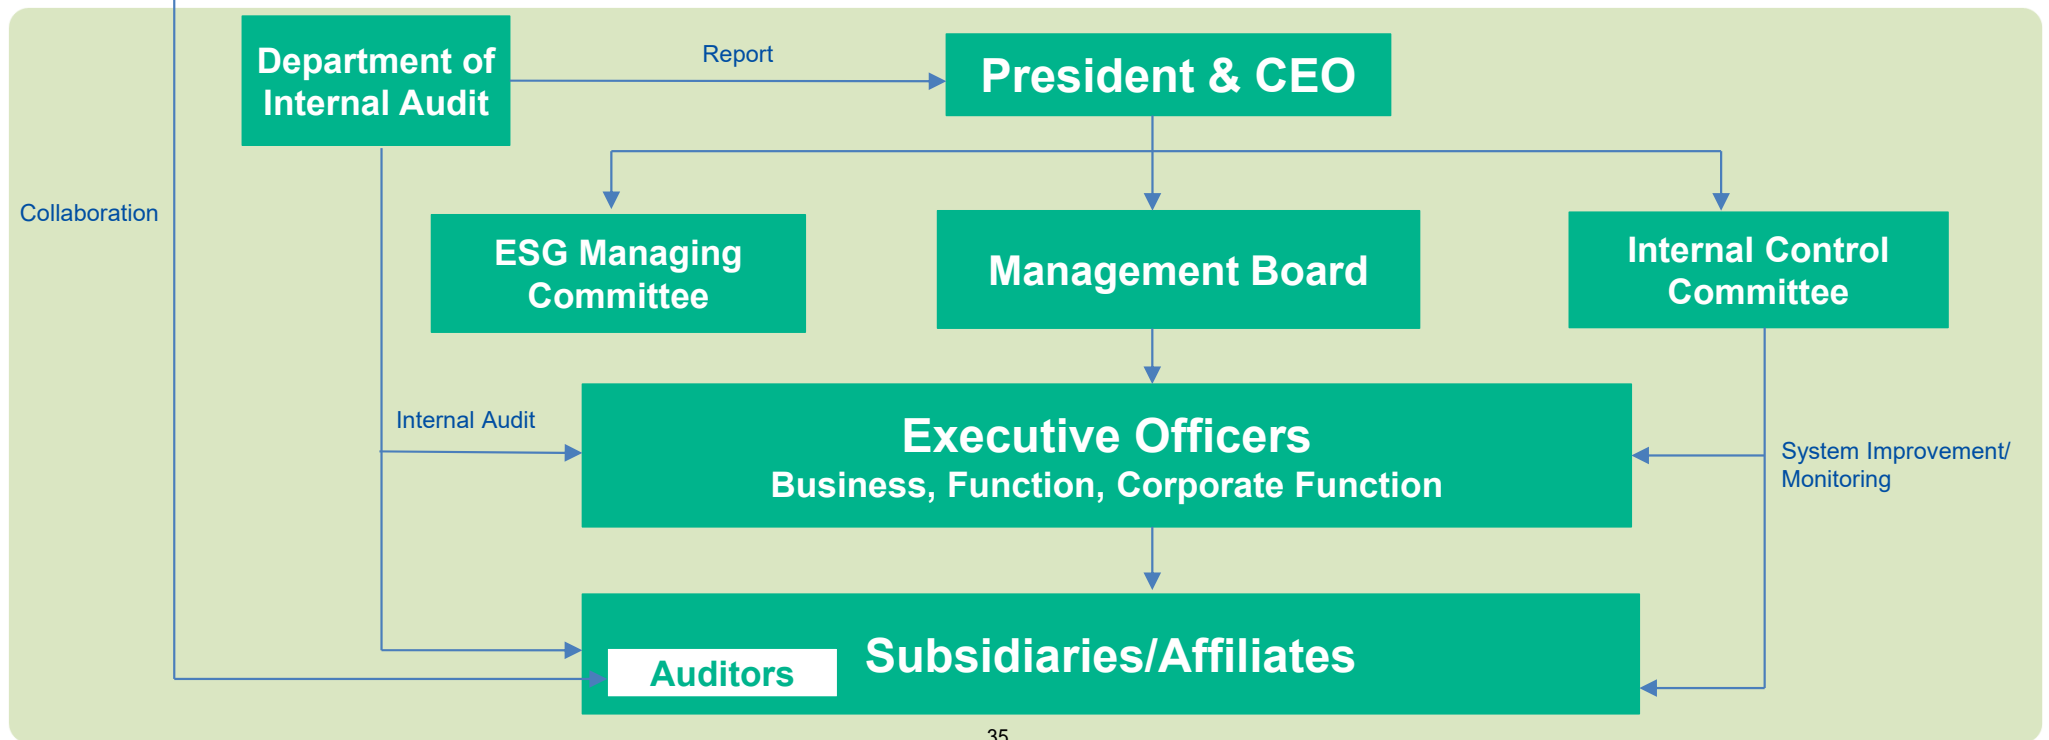 Department of
Internal Audit
Report
President & CEO
Collaboration
ESG Managing
Committee
Management Board
Internal Control
Committee
Internal Audit
Executive Officers
Business, Function, Corporate Function
System Improvement/
Monitoring
Subsidiaries/Affiliates
Auditors
35